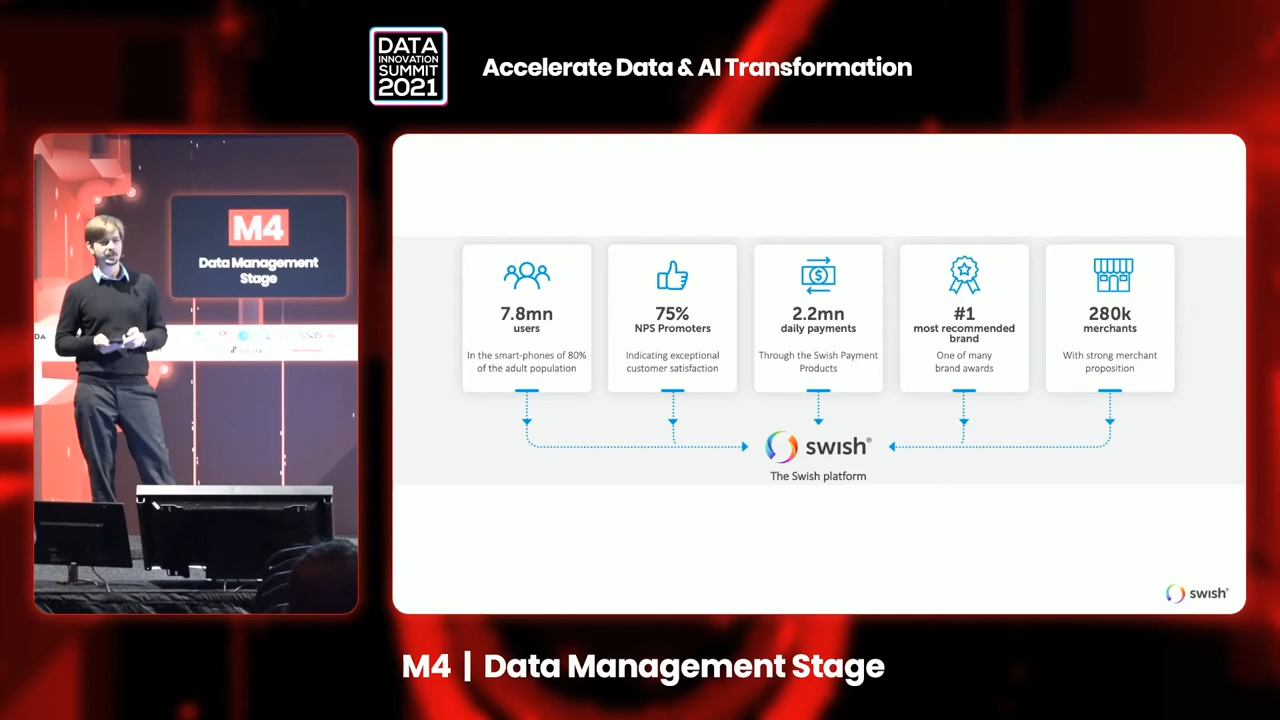 DATA
INNOVATION
SUMMIT
2021
Accelerate Data & AI Transformation
M4
Data Management
Stage
7.8mn
users
In the smart-phones of 80%
of the adult population
75%
NPS Promoters
Indicating exceptional
customer satisfaction
2.2mn
daily payments
Through the Swish Payment
Products
#1
most recommended
brand
One of many
brand awards
280k
merchants
With strong merchant
proposition
swish®
The Swish platform
swish®
M4 | Data Management Stage